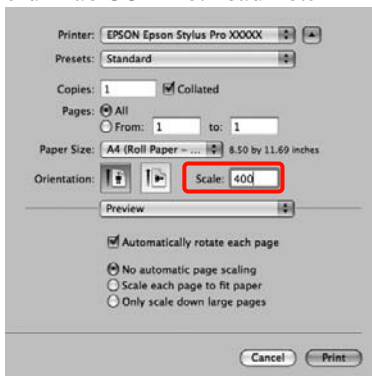 Printer: EPSON Epson Stylus Pro XXXXX
Presets: Standard
Copies: 1 Collated
Pages: All
From: 1 to: 1
Paper Size: A4 (Roll Paper – ... 8.50 by 11.69 inches
Orientation: Scale: 400
Preview
Automatically rotate each page
No automatic page scaling
Scale each page to fit paper
Only scale down large pages
Cancel Print